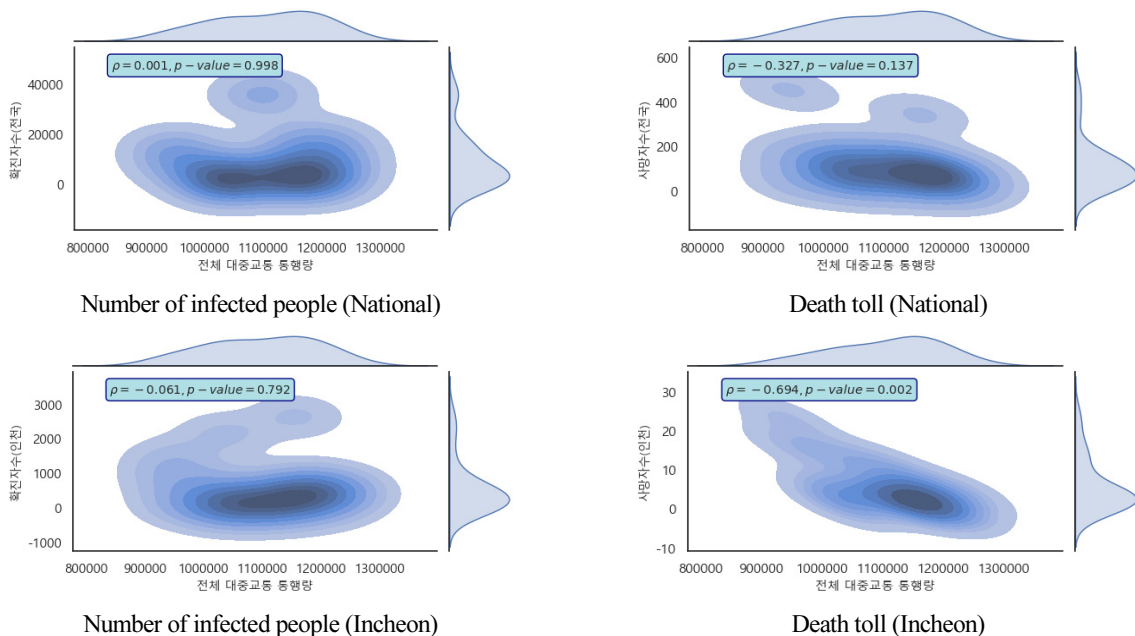 ρ = 0.001, p − value = 0.998
40000
20000
0
확진자수(전국)
800000 900000 1000000 1100000 1200000 1300000
전체 대중교통 통행량
Number of infected people (National)
ρ = −0.327, p − value = 0.137
600
400
200
0
사망자수(전국)
800000 900000 1000000 1100000 1200000 1300000
전체 대중교통 통행량
Death toll (National)
ρ = −0.061, p − value = 0.792
3000
2000
1000
0
-1000
확진자수(인천)
800000 900000 1000000 1100000 1200000 1300000
전체 대중교통 통행량
Number of infected people (Incheon)
ρ = −0.694, p − value = 0.002
30
20
10
0
-10
사망자수(인천)
800000 900000 1000000 1100000 1200000 1300000
전체 대중교통 통행량
Death toll (Incheon)